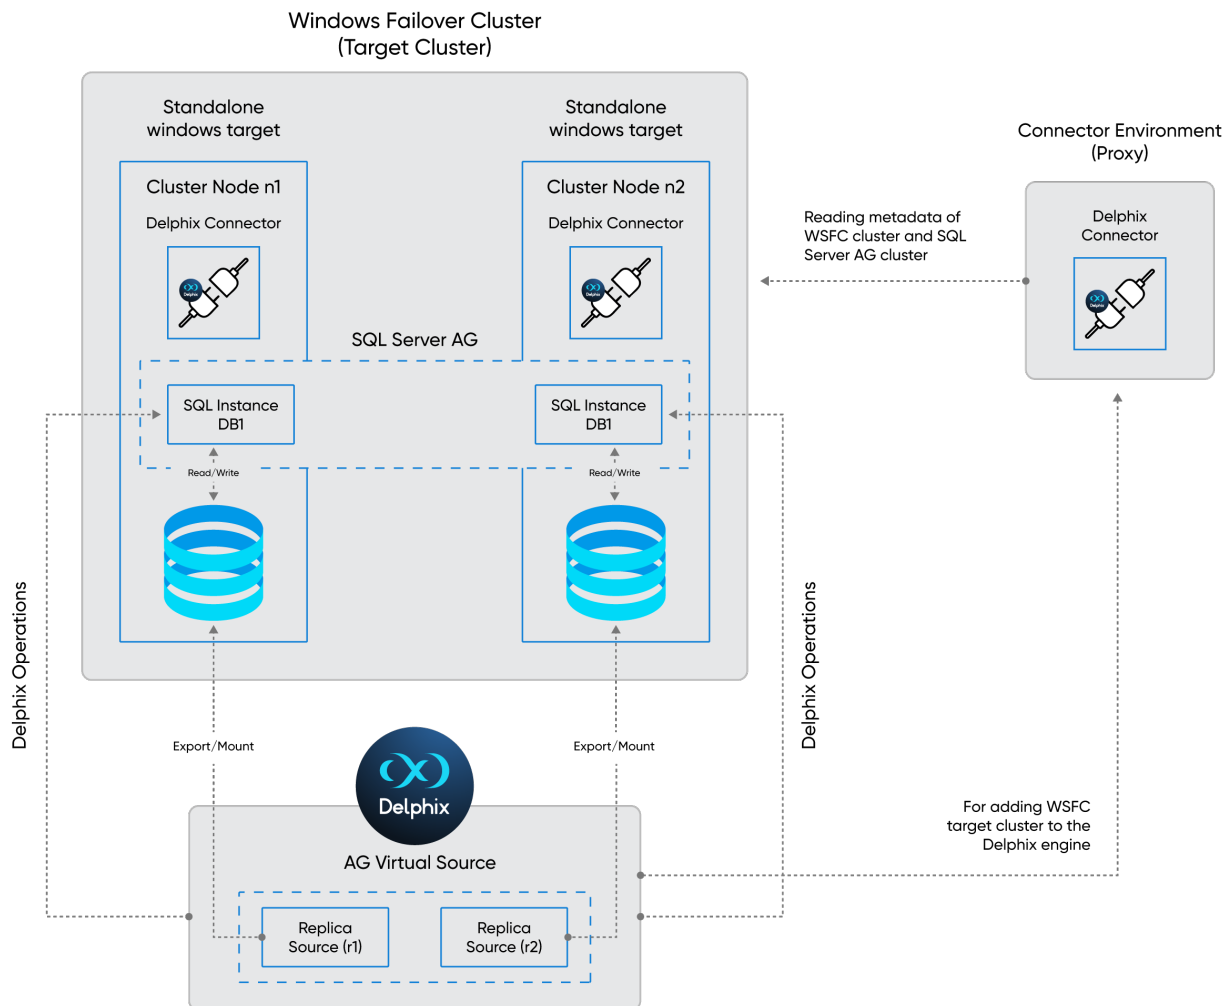 Windows Failover Cluster
(Target Cluster)
Standalone
windows target
Standalone
windows target
Connector Environment
(Proxy)
Cluster Node n1
Cluster Node n2
Delphix Connector
Delphix Connector
Delphix
Delphix
Reading metadata of
WSFC cluster and SQL
Server AG cluster
Delphix
Connector
Delphix
SQL Server AG
SQL Instance
DB1
SQL Instance
DB1
Read/Write
Read/Write
Delphix Operations
Delphix Operations
Export/Mount
Export/Mount
Delphix
AG Virtual Source
For adding WSFC
target cluster to the
Delphix engine
Replica
Source (r1)
Replica
Source (r2)